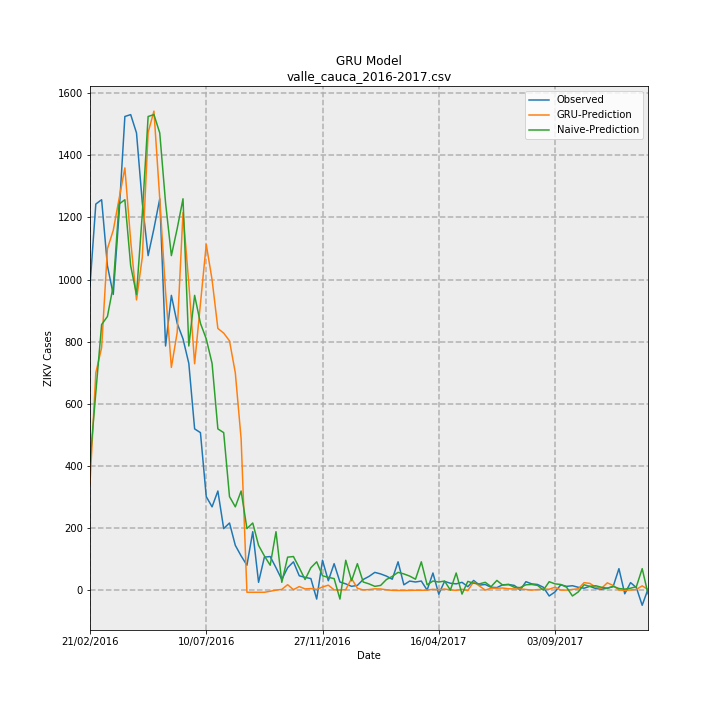 GRU Model
valle_cauca_2016-2017.csv
Observed
GRU-Prediction
Naive-Prediction
1600
1400
1200
1000
800
600
400
200
0
ZIKV Cases
21/02/2016 10/07/2016 27/11/2016 16/04/2017 03/09/2017
Date